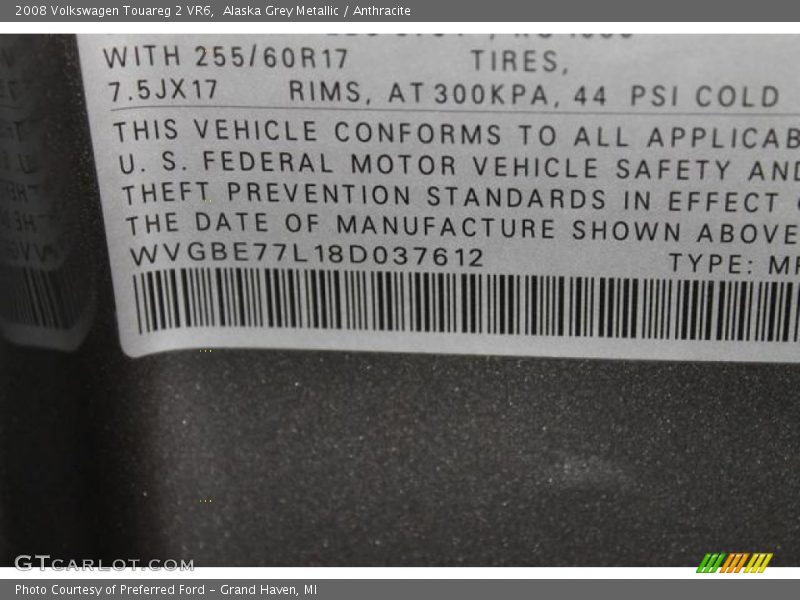 2008 Volkswagen Touareg 2 VR6,  Alaska Grey Metallic / Anthracite
WITH 255/60R17 TIRES,
7.5JX17 RIMS, AT 300KPA, 44 PSI COLD
THIS VEHICLE CONFORMS TO ALL APPLICAB
U. S. FEDERAL MOTOR VEHICLE SAFETY AND
THEFT PREVENTION STANDARDS IN EFFECT
THE DATE OF MANUFACTURE SHOWN ABOVE
WVGBE77L18D037612 TYPE: MP
GTCARLOT.COM
Photo Courtesy of Preferred Ford – Grand Haven, MI